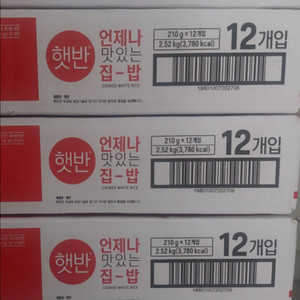 햇반
언제나
맛있는
집-밥
COOKED WHITE RICE
210 g × 12개입
2.52 kg(3,780 kcal)
12개입
18801007202706
햇반
언제나
맛있는
집-밥
COOKED WHITE RICE
210 g × 12개입
2.52 kg(3,780 kcal)
12개입
18801007202706
햇반
언제나
맛있는
집-밥
COOKED WHITE RICE
210 g × 12개입
2.52 kg(3,780 kcal)
12개입
18801007202706